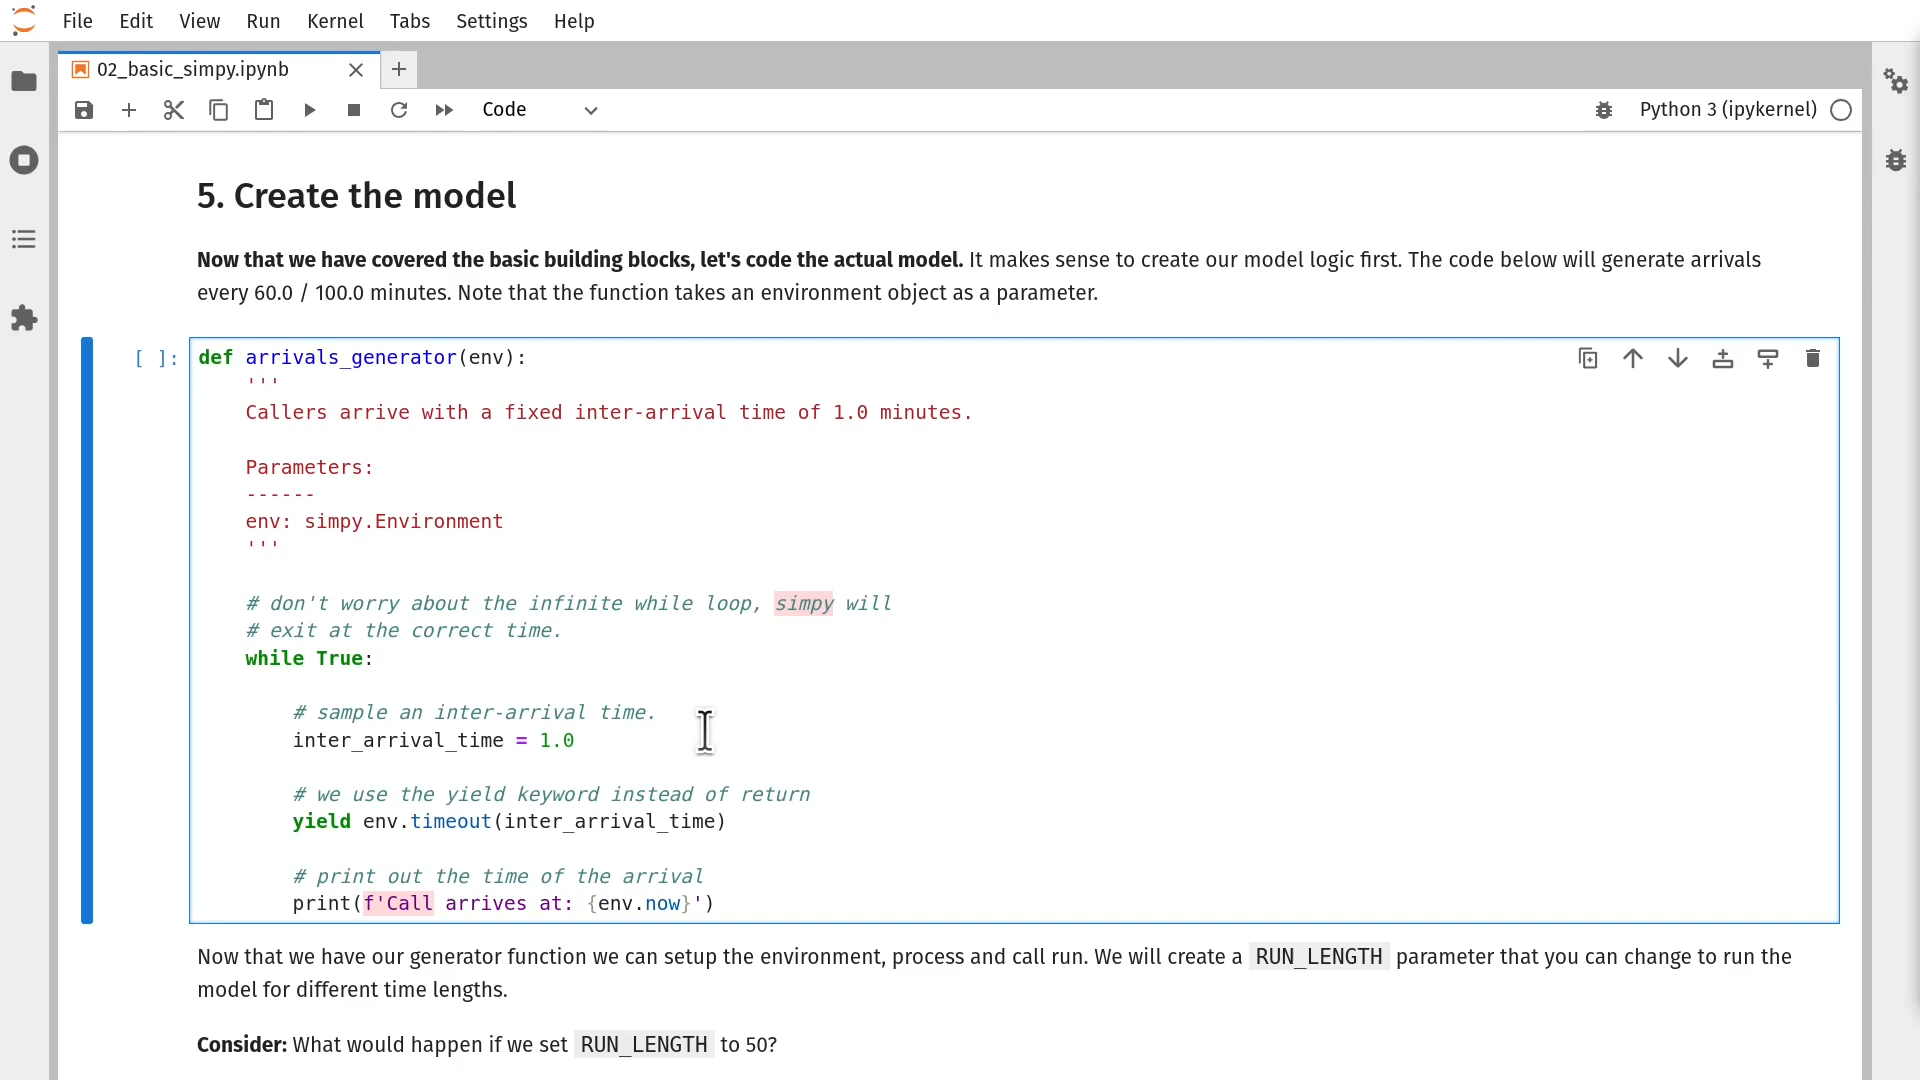 File Edit View Run Kernel Tabs Settings Help
02_basic_simpy.ipynb
Code
Python 3 (ipykernel)
5. Create the model
Now that we have covered the basic building blocks, let's code the actual model. It makes sense to create our model logic first. The code below will generate arrivals
every 60.0 / 100.0 minutes. Note that the function takes an environment object as a parameter.
[ ]: def arrivals_generator(env):
'''
Callers arrive with a fixed inter-arrival time of 1.0 minutes.
Parameters:
------
env: simpy.Environment
'''
# don't worry about the infinite while loop, simpy will
# exit at the correct time.
while True:
# sample an inter-arrival time.
inter_arrival_time = 1.0
# we use the yield keyword instead of return
yield env.timeout(inter_arrival_time)
# print out the time of the arrival
print(f'Call arrives at: {env.now}')
Now that we have our generator function we can setup the environment, process and call run. We will create a RUN_LENGTH parameter that you can change to run the
model for different time lengths.
Consider: What would happen if we set RUN_LENGTH to 50?